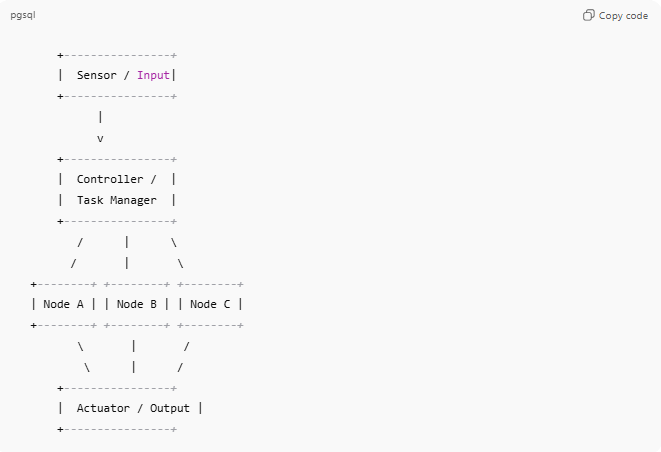 pgsql
Copy code
+----------------+
|  Sensor / Input|
+----------------+
|
v
+----------------+
|  Controller /  |
|  Task Manager  |
+----------------+
/      |      \
/       |       \
+--------+ +--------+ +--------+
| Node A | | Node B | | Node C |
+--------+ +--------+ +--------+
\       |       /
\      |      /
+----------------+
|  Actuator / Output |
+----------------+